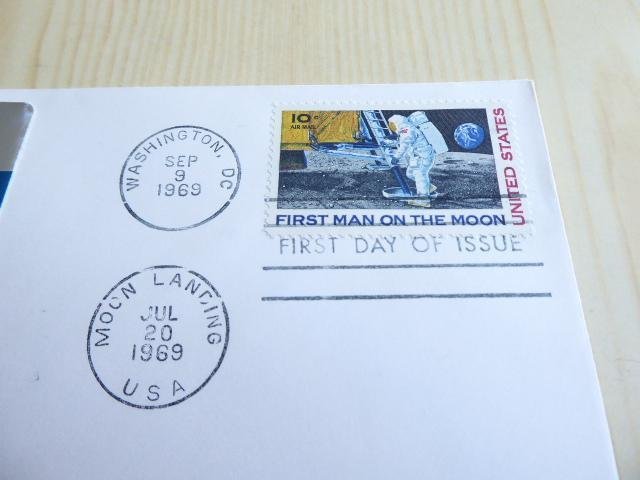 10c
AIR MAIL
UNITED STATES
FIRST MAN ON THE MOON
FIRST DAY OF ISSUE
WASHINGTON, DC
SEP
9
1969
MOON LANDING
JUL
20
1969
USA